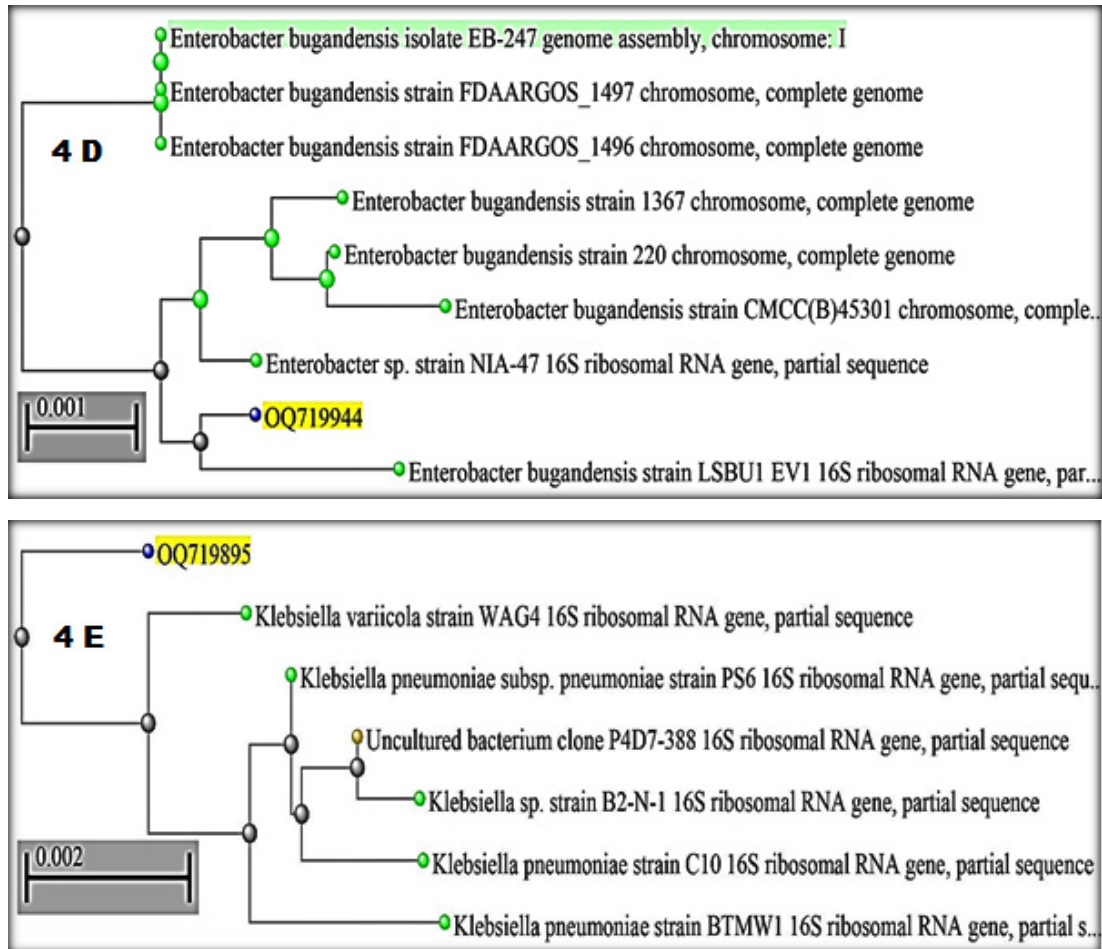 Enterobacter bugandensis isolate EB-247 genome assembly, chromosome: I
Enterobacter bugandensis strain FDAARGOS_1497 chromosome, complete genome
4 D
Enterobacter bugandensis strain FDAARGOS_1496 chromosome, complete genome
Enterobacter bugandensis strain 1367 chromosome, complete genome
Enterobacter bugandensis strain 220 chromosome, complete genome
Enterobacter bugandensis strain CMCC(B)45301 chromosome, comple...
Enterobacter sp. strain NIA-47 16S ribosomal RNA gene, partial sequence
0.001
OQ719944
Enterobacter bugandensis strain LSBU1 EV1 16S ribosomal RNA gene, par...
OQ719895
Klebsiella variicola strain WAG4 16S ribosomal RNA gene, partial sequence
4 E
Klebsiella pneumoniae subsp. pneumoniae strain PS6 16S ribosomal RNA gene, partial sequ...
Uncultured bacterium clone P4D7-388 16S ribosomal RNA gene, partial sequence
Klebsiella sp. strain B2-N-1 16S ribosomal RNA gene, partial sequence
0.002
Klebsiella pneumoniae strain C10 16S ribosomal RNA gene, partial sequence
Klebsiella pneumoniae strain BTMW1 16S ribosomal RNA gene, partial s...